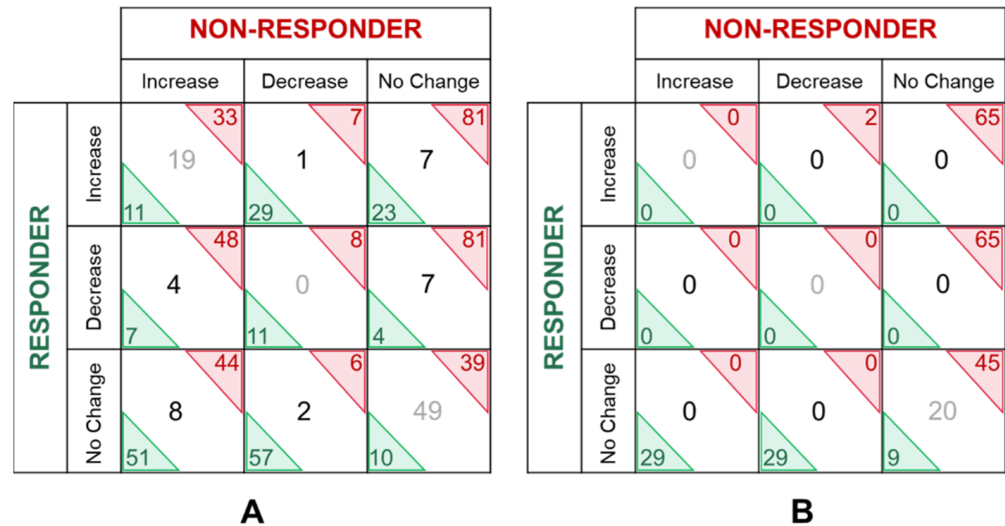 NON-RESPONDER
Increase Decrease No Change
RESPONDER
Increase
33 7 81
19 1 7
11 29 23
Decrease
48 8 81
4 0 7
7 11 4
No Change
44 6 39
8 2 49
51 57 10
A
NON-RESPONDER
Increase Decrease No Change
RESPONDER
Increase
0 2 65
0 0 0
0 0 0
Decrease
0 0 65
0 0 0
0 0 0
No Change
0 0 45
0 0 20
29 29 9
B